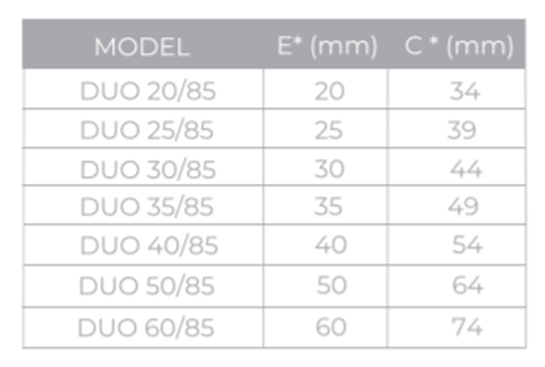 MODEL E* (mm) C * (mm)
DUO 20/85 20 34
DUO 25/85 25 39
DUO 30/85 30 44
DUO 35/85 35 49
DUO 40/85 40 54
DUO 50/85 50 64
DUO 60/85 60 74